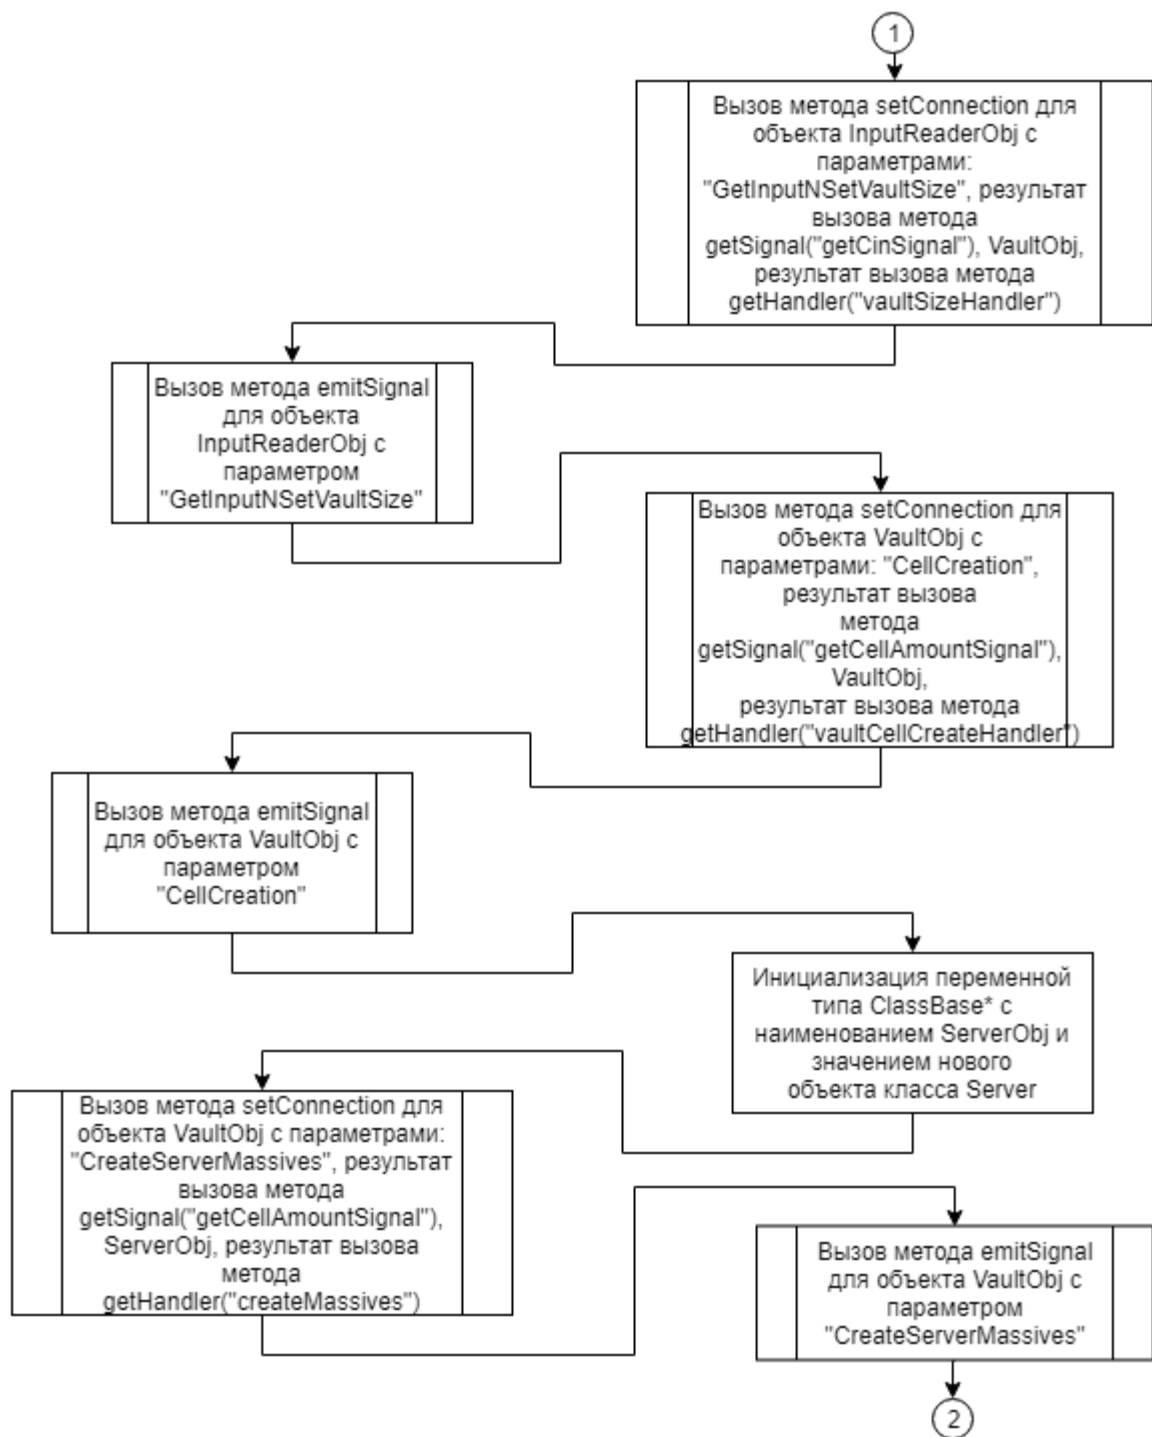 1
Вызов метода setConnection для
объекта InputReaderObj с
параметрами:
"GetInputNSetVaultSize", результат
вызова метода
getSignal("getCinSignal"), VaultObj,
результат вызова метода
getHandler("vaultSizeHandler")
Вызов метода emitSignal
для объекта
InputReaderObj с
параметром
"GetInputNSetVaultSize"
Вызов метода setConnection для
объекта VaultObj с
параметрами: "CellCreation",
результат вызова
метода
getSignal("getCellAmountSignal"),
VaultObj,
результат вызова метода
getHandler("vaultCellCreateHandler")
Вызов метода emitSignal
для объекта VaultObj с
параметром
"CellCreation"
Инициализация переменной
типа ClassBase* с
наименованием ServerObj и
значением нового
объекта класса Server
Вызов метода setConnection для
объекта VaultObj с параметрами:
"CreateServerMassives", результат
вызова метода
getSignal("getCellAmountSignal"),
ServerObj, результат вызова
метода
getHandler("createMassives")
Вызов метода emitSignal
для объекта VaultObj с
параметром
"CreateServerMassives"
2